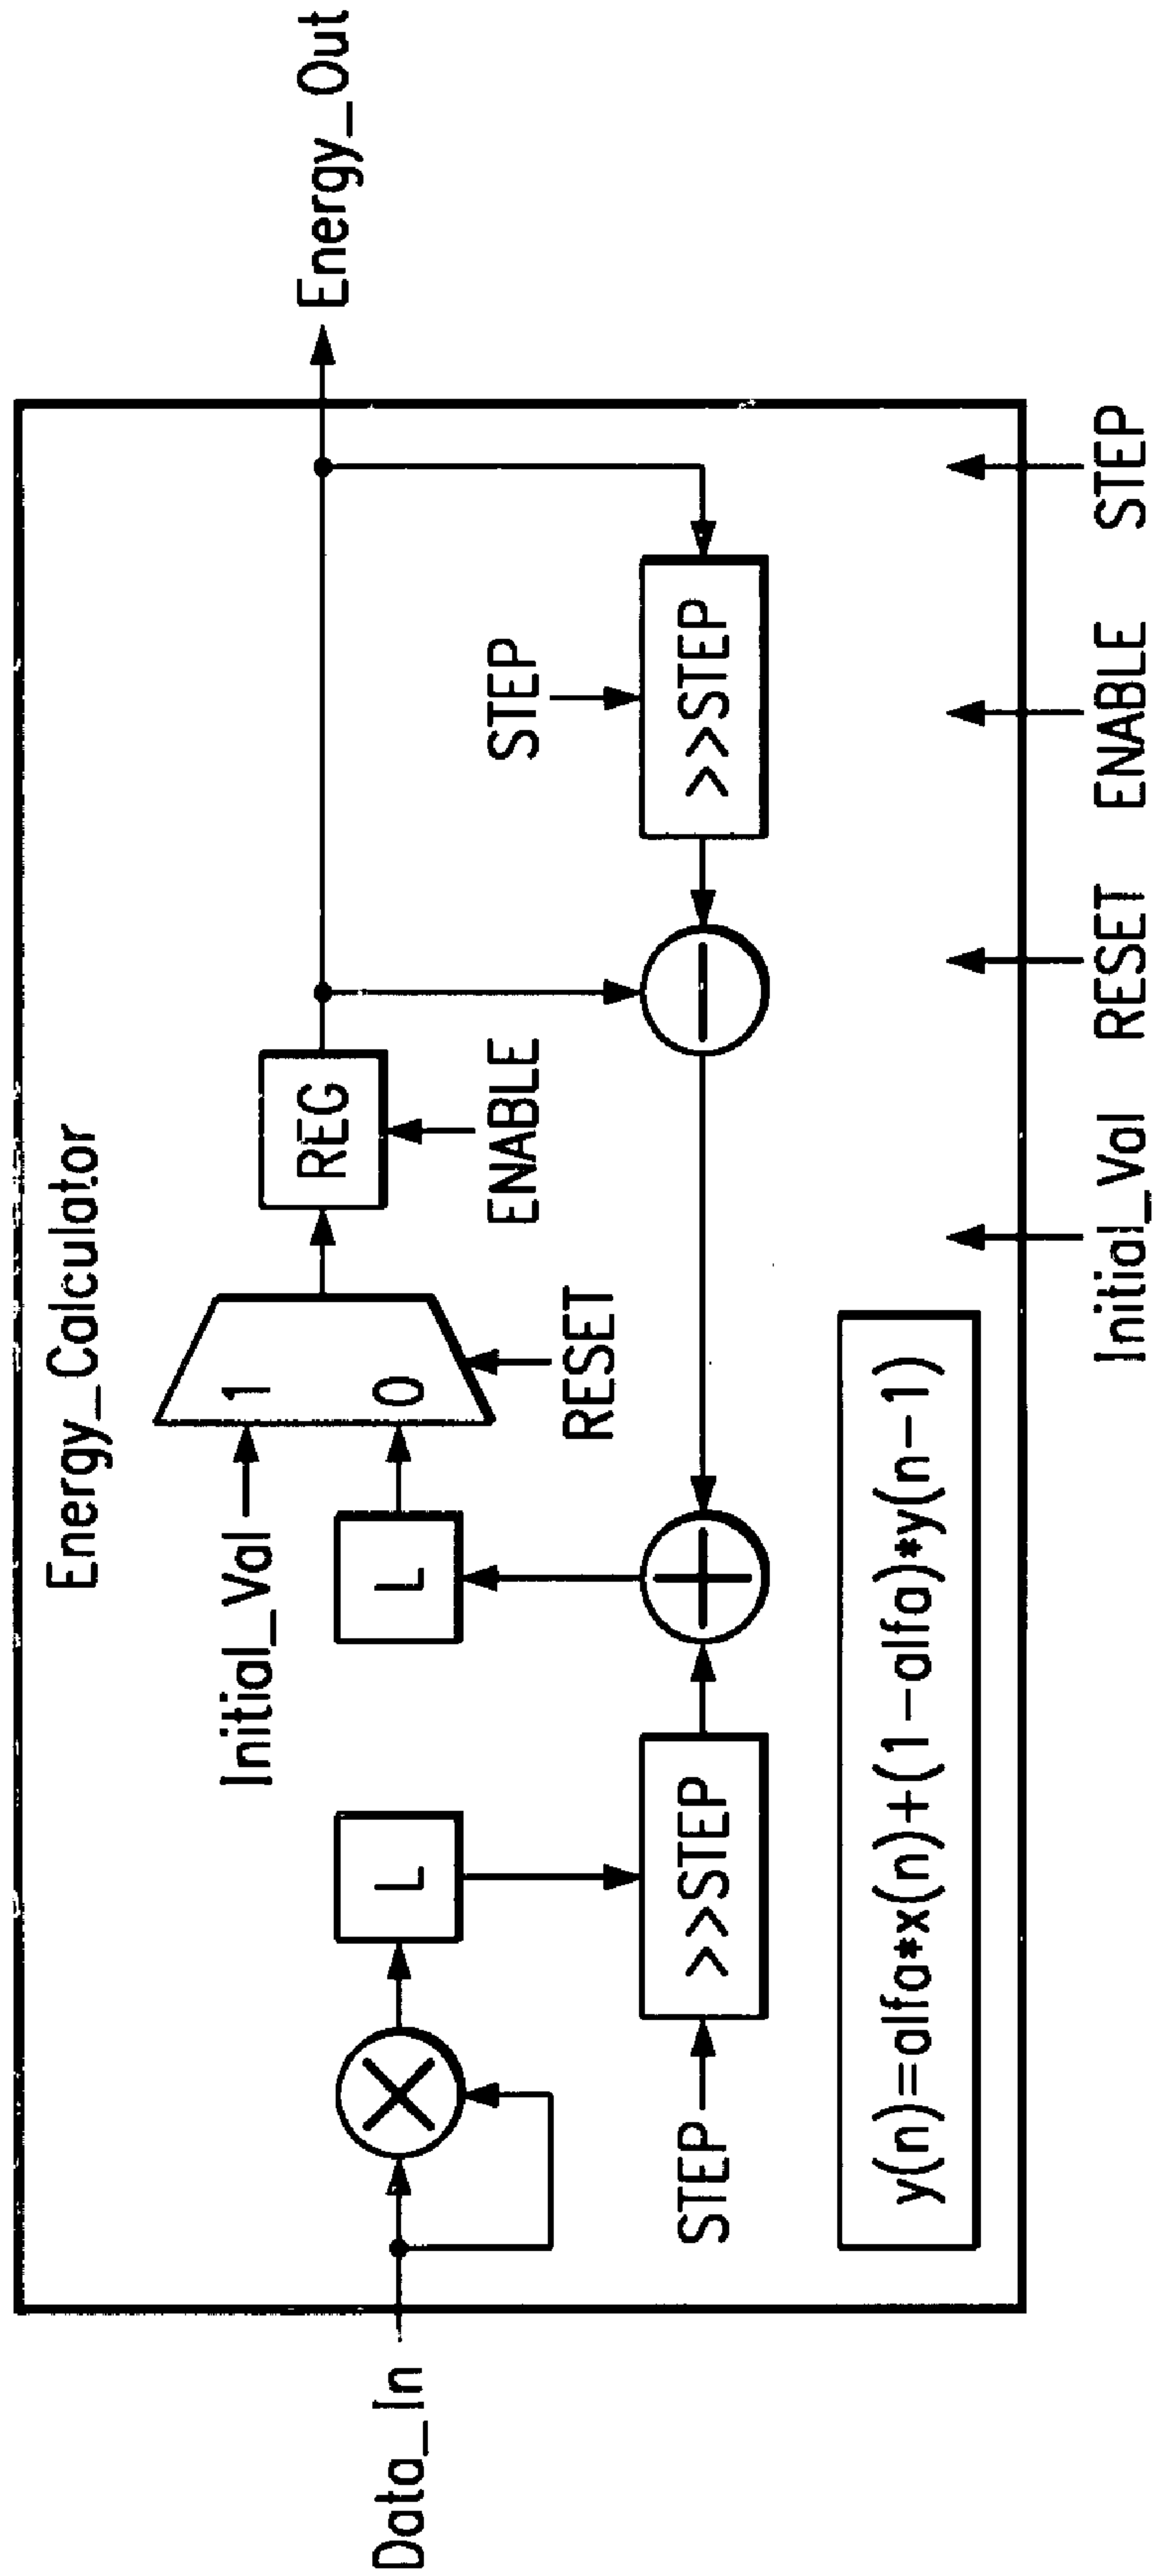 Energy_Calculator
Initial_Val
1
0
REG
Energy_Out
Data_In
L
L
RESET
ENABLE
STEP
STEP
>>STEP
>>STEP
y(n)=alfa*x(n)+(1-alfa)*y(n-1)
Initial_Val
RESET
ENABLE
STEP